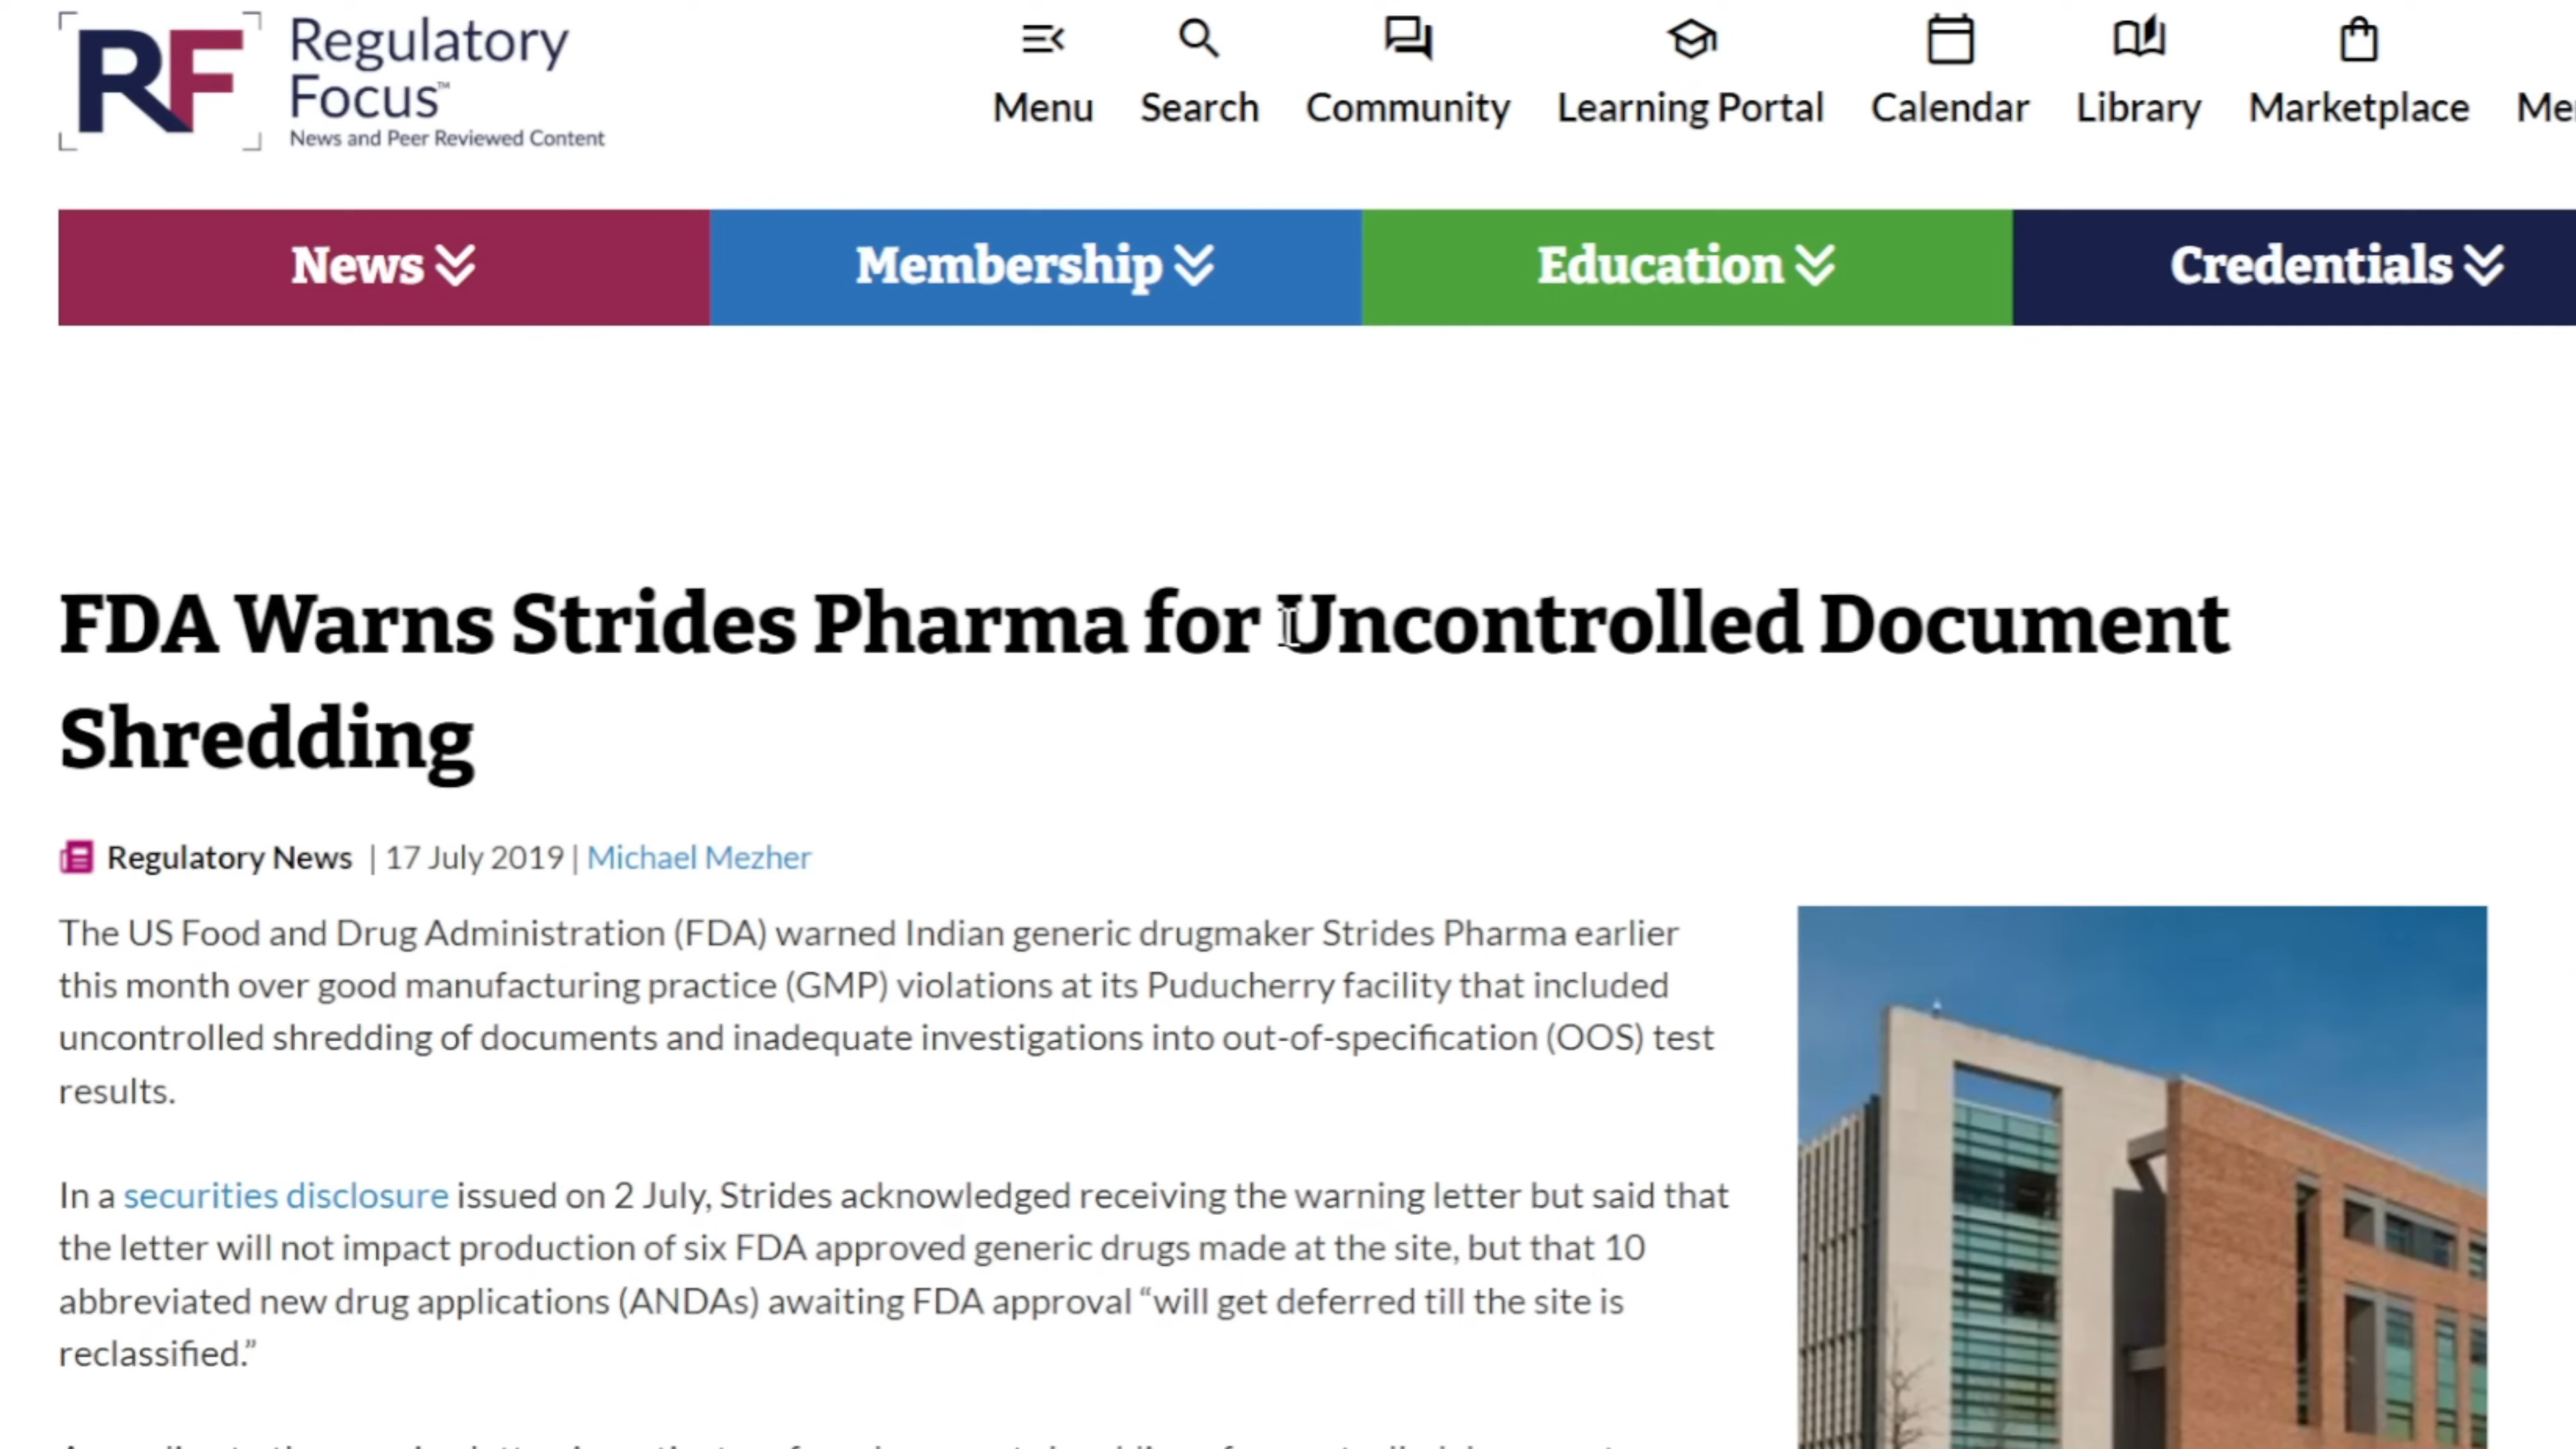 RF
Regulatory
Focus™
News and Peer Reviewed Content
Menu
Search
Community
Learning Portal
Calendar
Library
Marketplace
News
Membership
Education
Credentials
FDA Warns Strides Pharma for Uncontrolled Document
Shredding
Regulatory News | 17 July 2019 | Michael Mezher
The US Food and Drug Administration (FDA) warned Indian generic drugmaker Strides Pharma earlier
this month over good manufacturing practice (GMP) violations at its Puducherry facility that included
uncontrolled shredding of documents and inadequate investigations into out-of-specification (OOS) test
results.
In a securities disclosure issued on 2 July, Strides acknowledged receiving the warning letter but said that
the letter will not impact production of six FDA approved generic drugs made at the site, but that 10
abbreviated new drug applications (ANDAs) awaiting FDA approval “will get deferred till the site is
reclassified.”